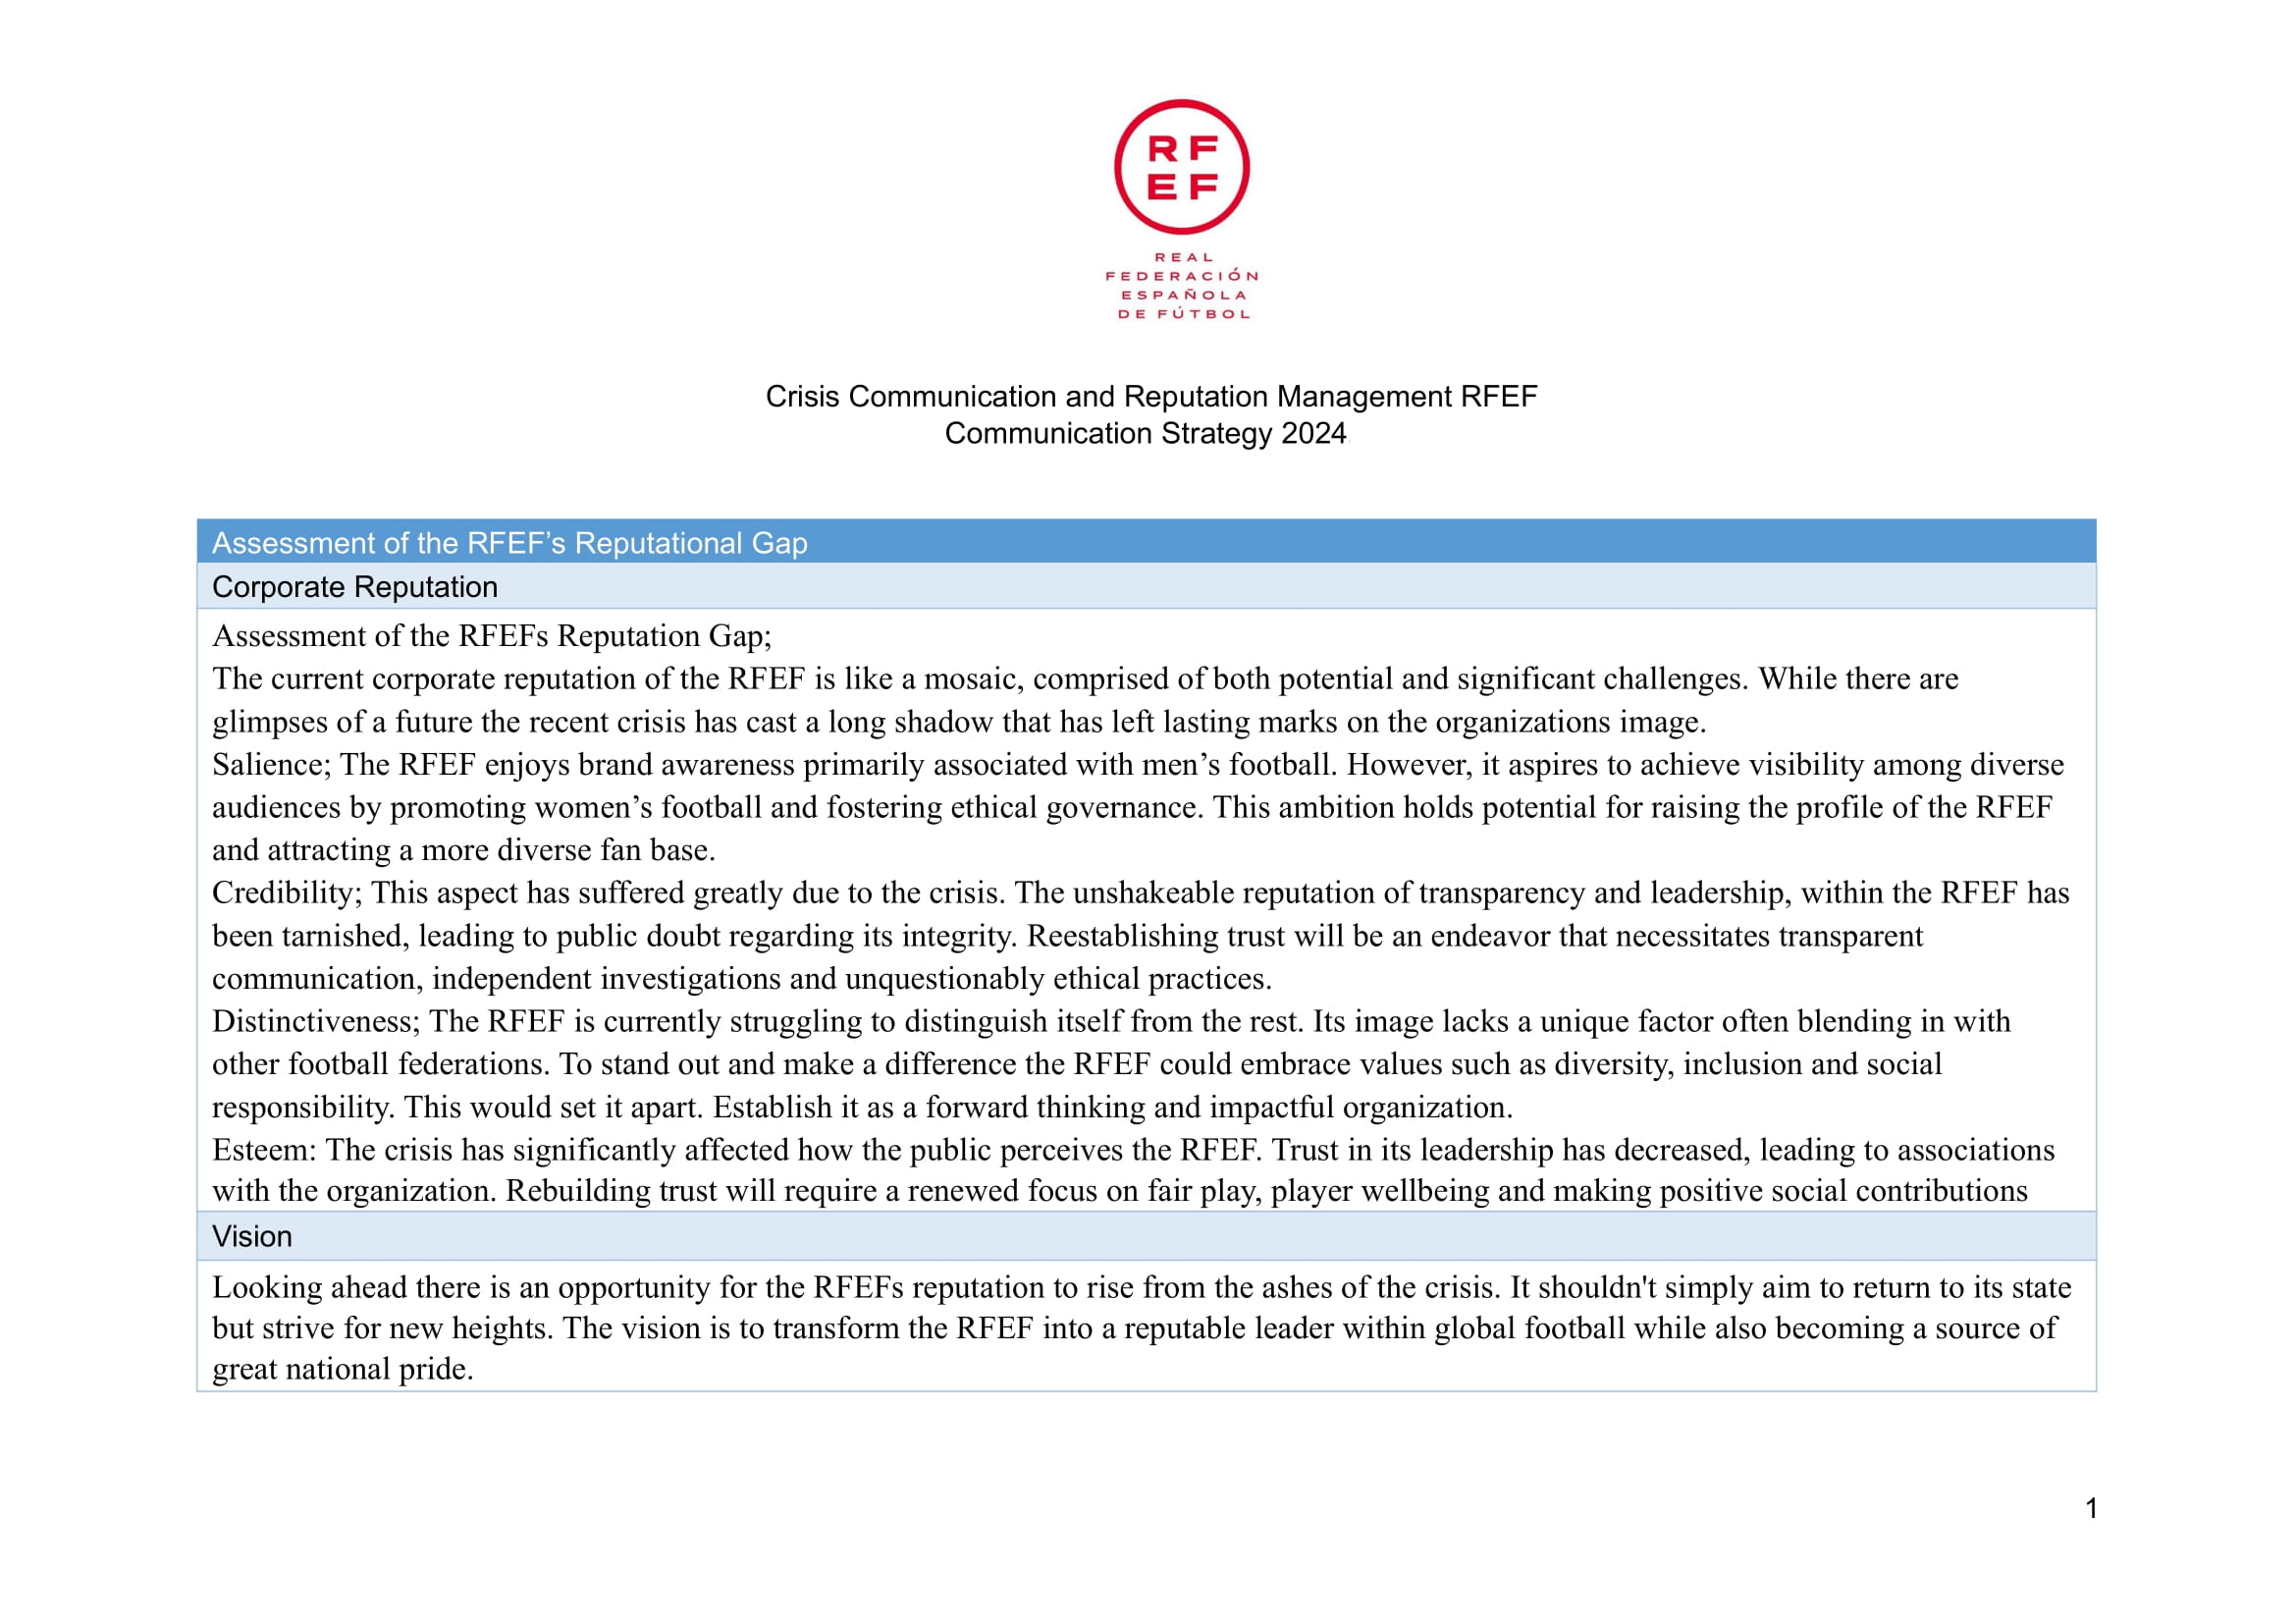 RF
EF
REAL
FEDERACIÓN
ESPAÑOLA
DE FÚTBOL
Crisis Communication and Reputation Management RFEF
Communication Strategy 2024
Assessment of the RFEF’s Reputational Gap
Corporate Reputation
Assessment of the RFEFs Reputation Gap;
The current corporate reputation of the RFEF is like a mosaic, comprised of both potential and significant challenges. While there are
glimpses of a future the recent crisis has cast a long shadow that has left lasting marks on the organizations image.
Salience; The RFEF enjoys brand awareness primarily associated with men’s football. However, it aspires to achieve visibility among diverse
audiences by promoting women’s football and fostering ethical governance. This ambition holds potential for raising the profile of the RFEF
and attracting a more diverse fan base.
Credibility; This aspect has suffered greatly due to the crisis. The unshakeable reputation of transparency and leadership, within the RFEF has
been tarnished, leading to public doubt regarding its integrity. Reestablishing trust will be an endeavor that necessitates transparent
communication, independent investigations and unquestionably ethical practices.
Distinctiveness; The RFEF is currently struggling to distinguish itself from the rest. Its image lacks a unique factor often blending in with
other football federations. To stand out and make a difference the RFEF could embrace values such as diversity, inclusion and social
responsibility. This would set it apart. Establish it as a forward thinking and impactful organization.
Esteem: The crisis has significantly affected how the public perceives the RFEF. Trust in its leadership has decreased, leading to associations
with the organization. Rebuilding trust will require a renewed focus on fair play, player wellbeing and making positive social contributions
Vision
Looking ahead there is an opportunity for the RFEFs reputation to rise from the ashes of the crisis. It shouldn't simply aim to return to its state
but strive for new heights. The vision is to transform the RFEF into a reputable leader within global football while also becoming a source of
great national pride.
1